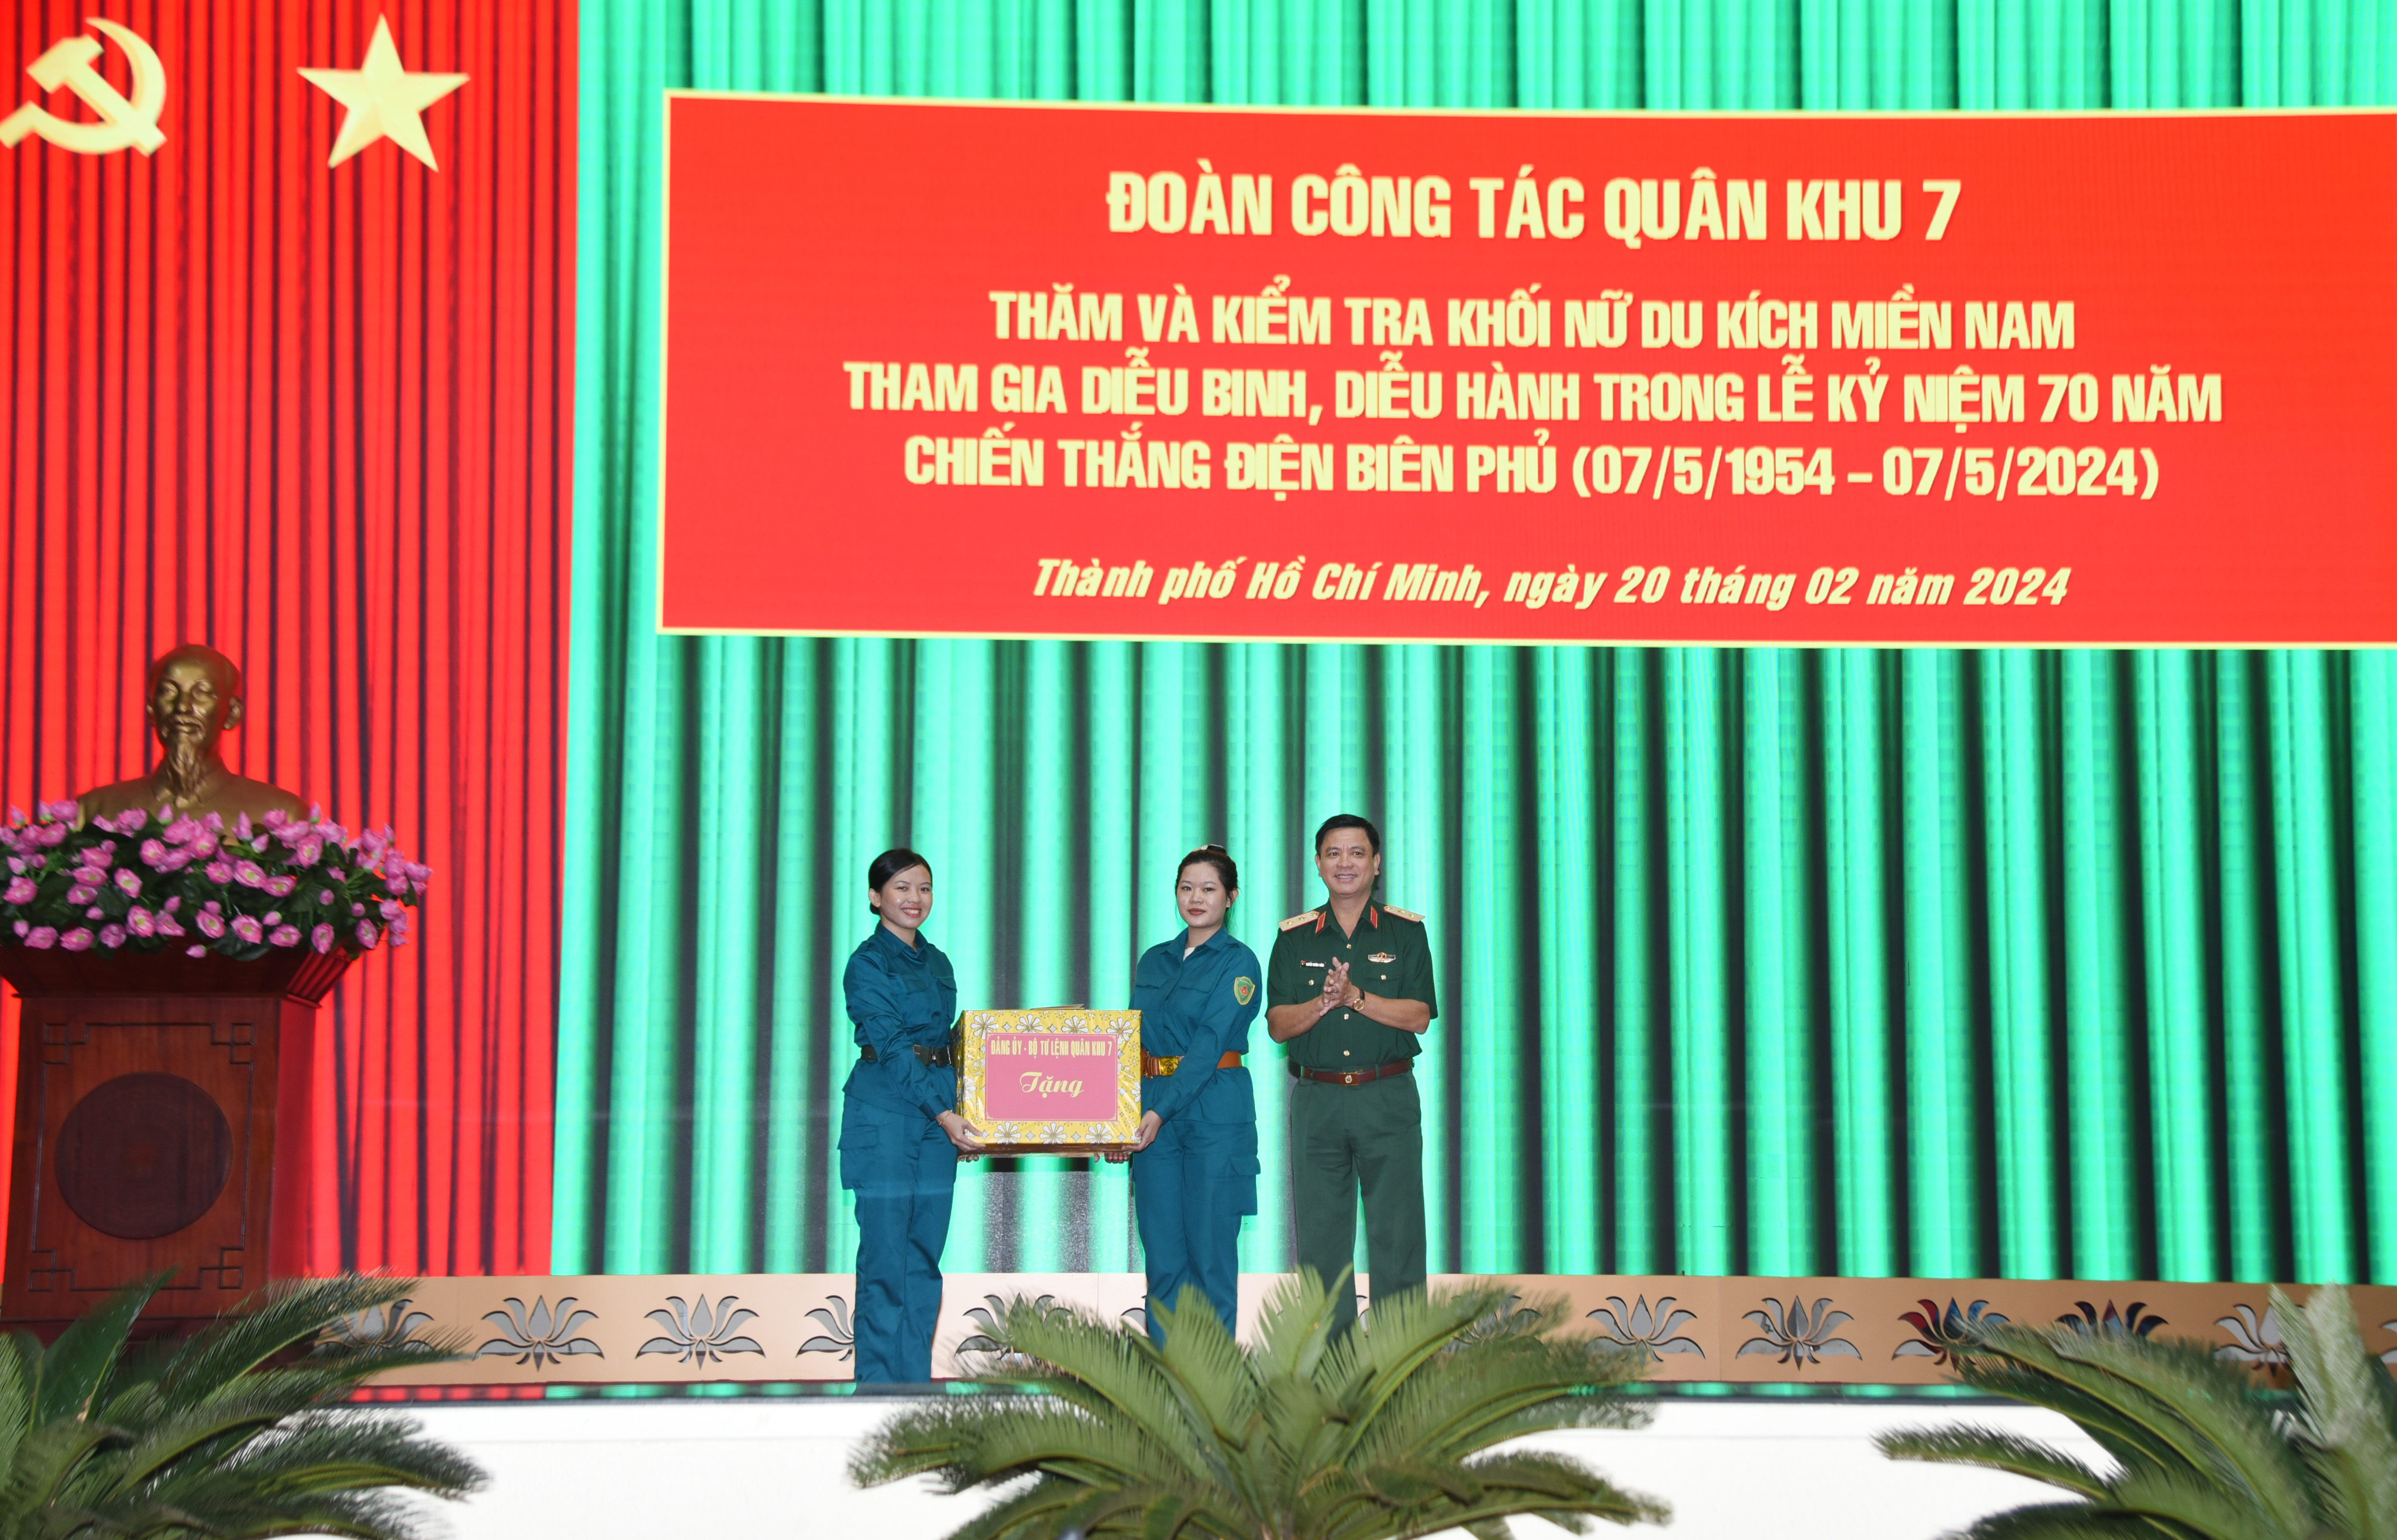 ĐOÀN CÔNG TÁC QUÂN KHU 7
THĂM VÀ KIỂM TRA KHỐI NỮ DU KÍCH MIỀN NAM
THAM GIA DIỄU BINH, DIỄU HÀNH TRONG LỄ KỶ NIỆM 70 NĂM
CHIẾN THẮNG ĐIỆN BIÊN PHỦ (07/5/1954 - 07/5/2024)
Thành phố Hồ Chí Minh, ngày 20 tháng 02 năm 2024
ĐẢNG ỦY - BỘ TƯ LỆNH QUÂN KHU 7
Tặng